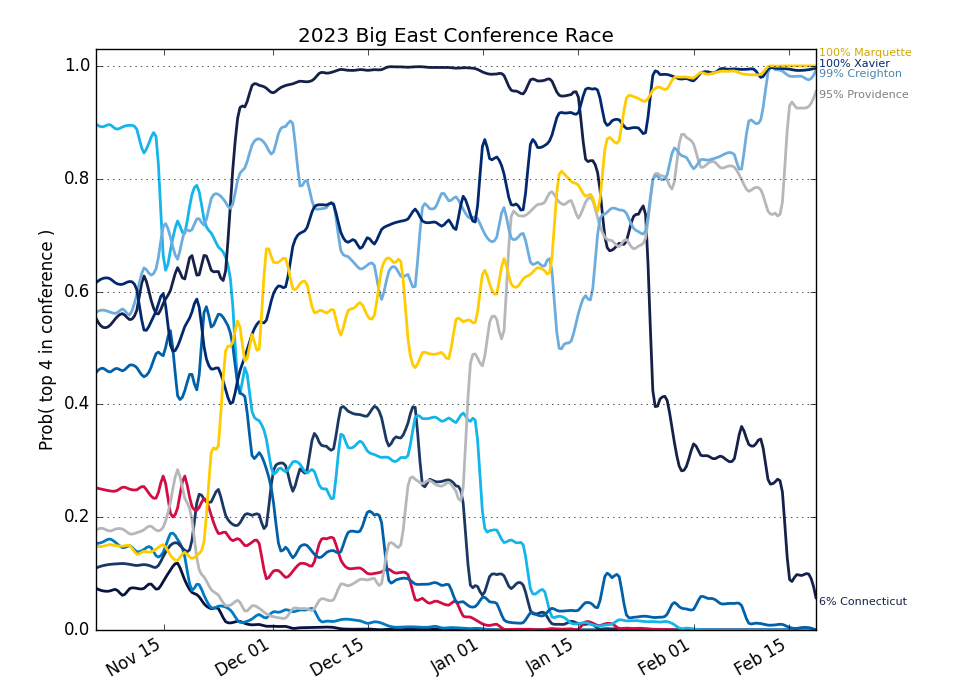 2023 Big East Conference Race
Prob( top 4 in conference )
1.0
0.8
0.6
0.4
0.2
0.0
Nov 15
Dec 01
Dec 15
Jan 01
Jan 15
Feb 01
Feb 15
100% Marquette
100% Xavier
99% Creighton
95% Providence
6% Connecticut